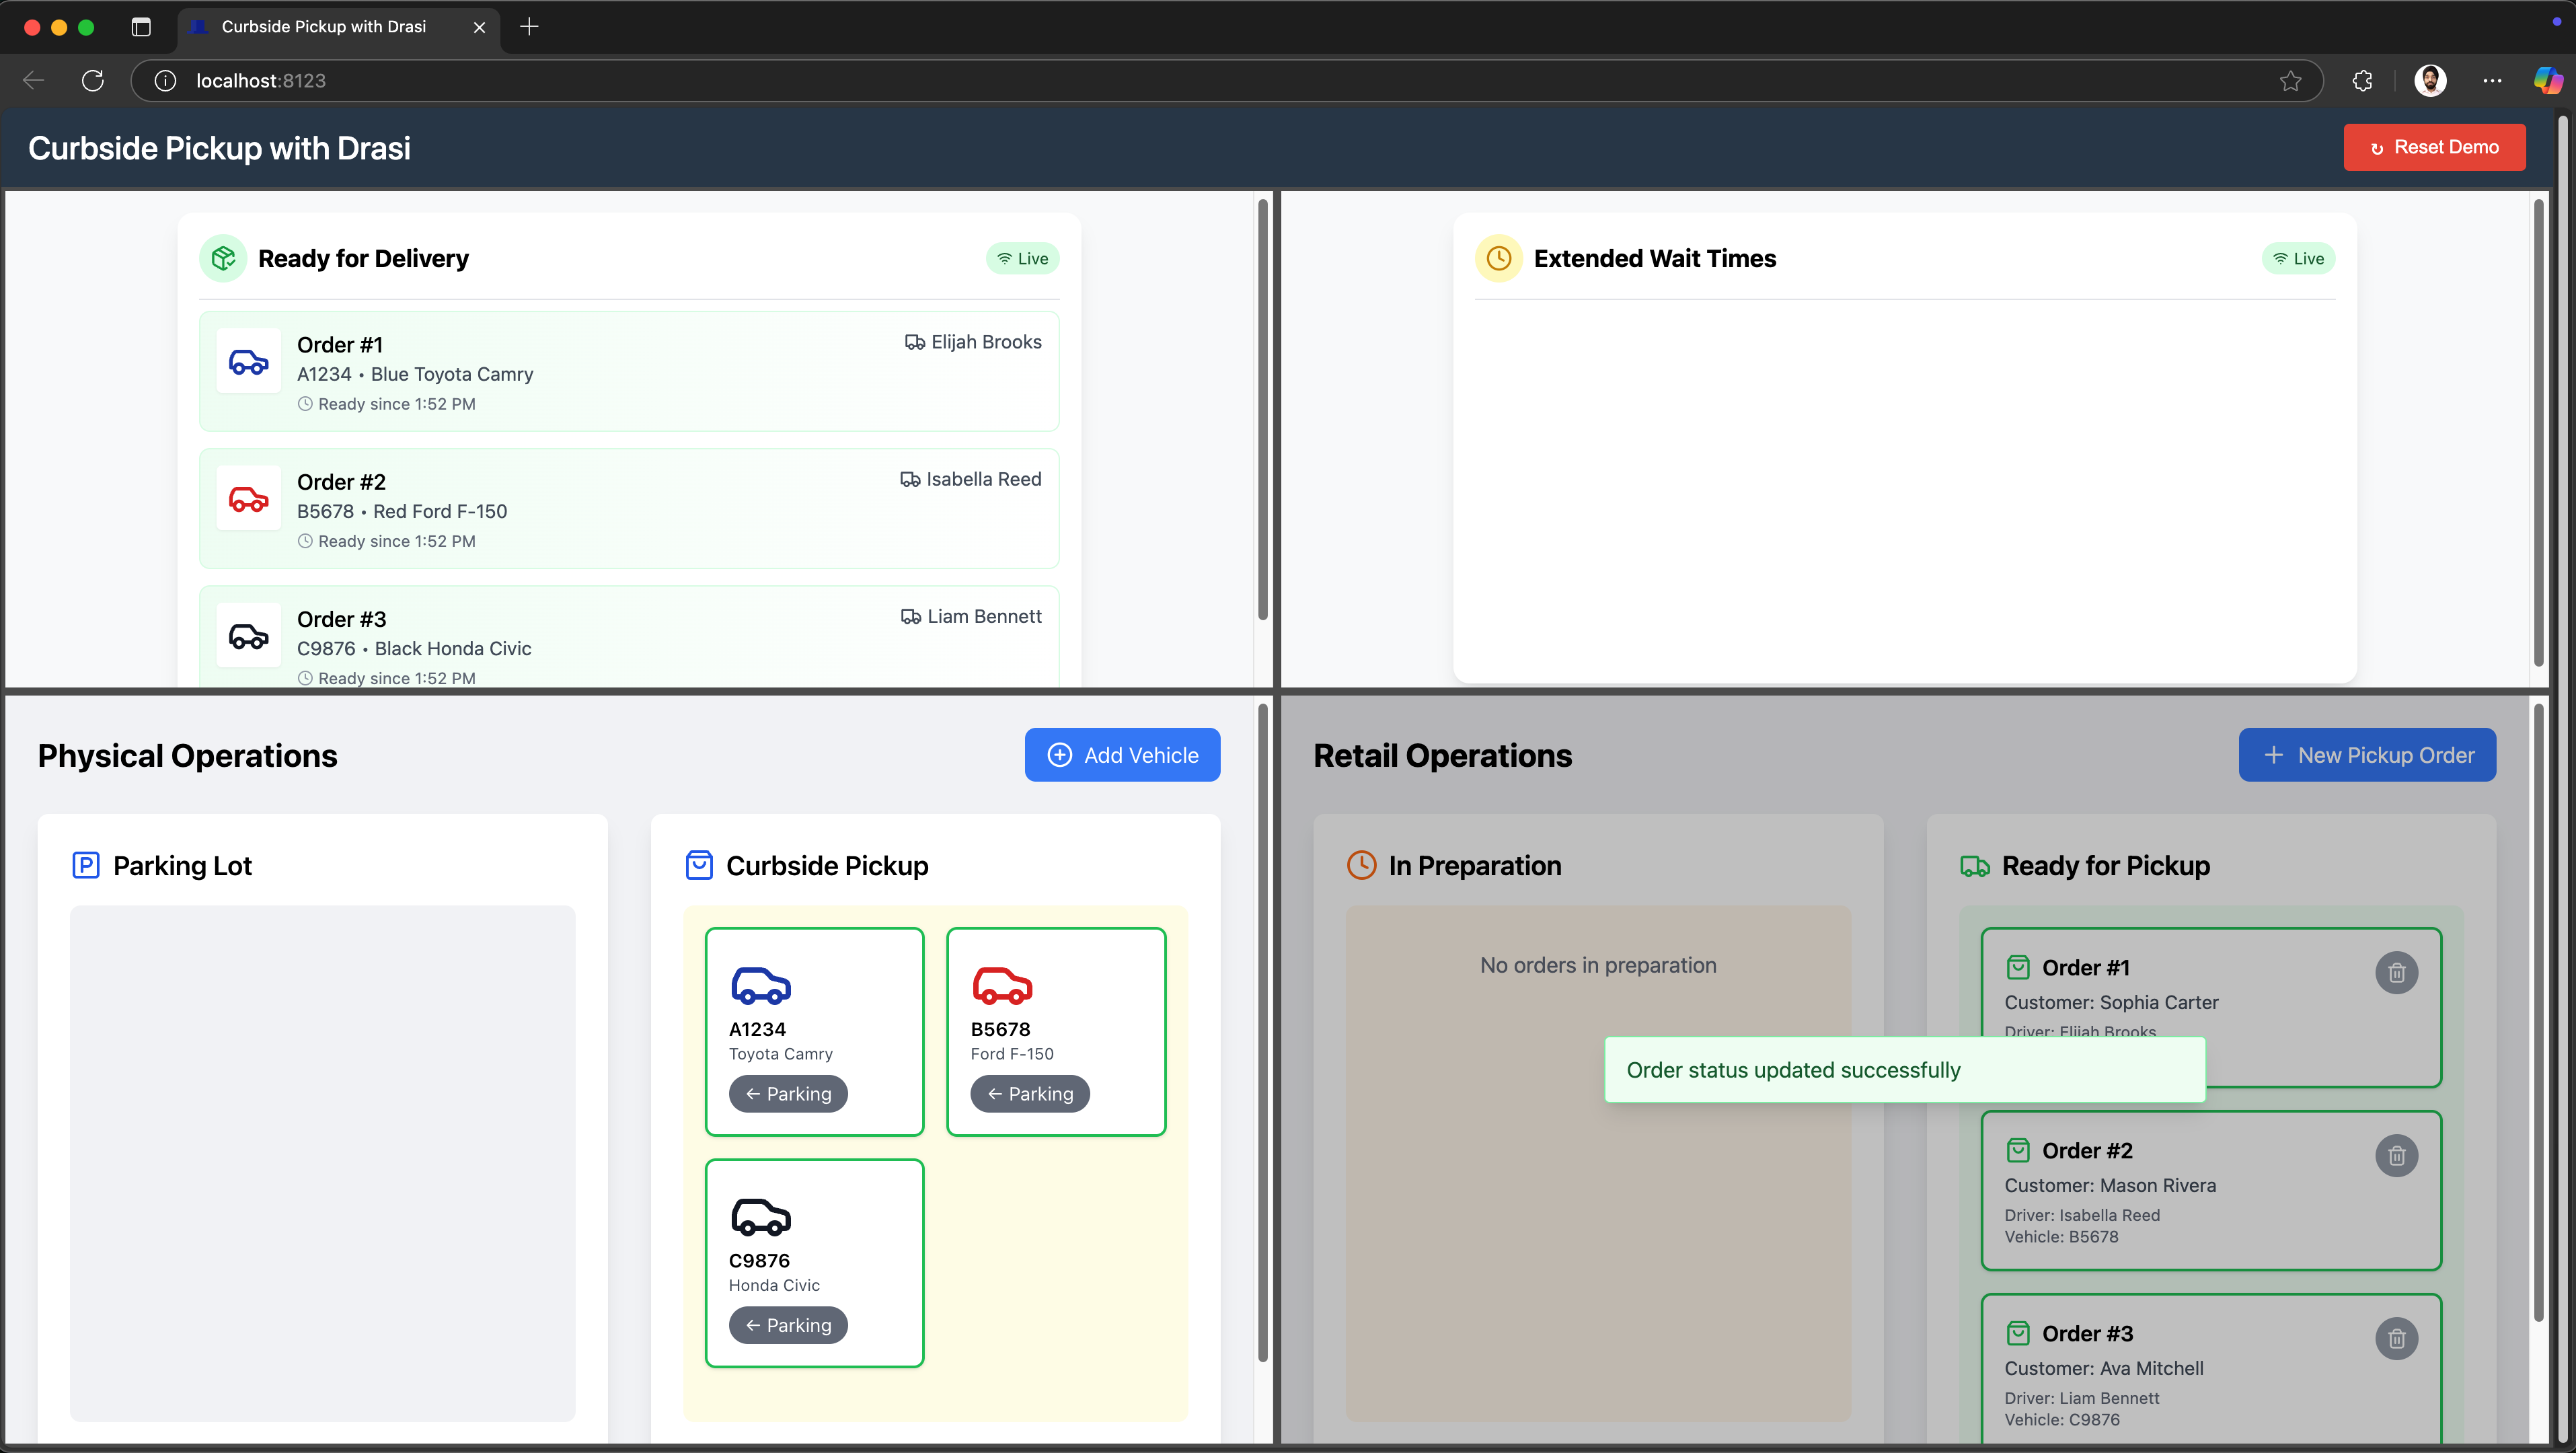 Curbside Pickup with Drasi
localhost:8123
Curbside Pickup with Drasi
↻ Reset Demo
Ready for Delivery
Live
Order #1
Elijah Brooks
A1234 • Blue Toyota Camry
Ready since 1:52 PM
Order #2
Isabella Reed
B5678 • Red Ford F-150
Ready since 1:52 PM
Order #3
Liam Bennett
C9876 • Black Honda Civic
Ready since 1:52 PM
Extended Wait Times
Live
Physical Operations
Add Vehicle
P Parking Lot
Curbside Pickup
A1234
Toyota Camry
← Parking
B5678
Ford F-150
← Parking
C9876
Honda Civic
← Parking
Retail Operations
+ New Pickup Order
In Preparation
No orders in preparation
Ready for Pickup
Order #1
Customer: Sophia Carter
Driver: Elijah Brooks
Order status updated successfully
Order #2
Customer: Mason Rivera
Driver: Isabella Reed
Vehicle: B5678
Order #3
Customer: Ava Mitchell
Driver: Liam Bennett
Vehicle: C9876